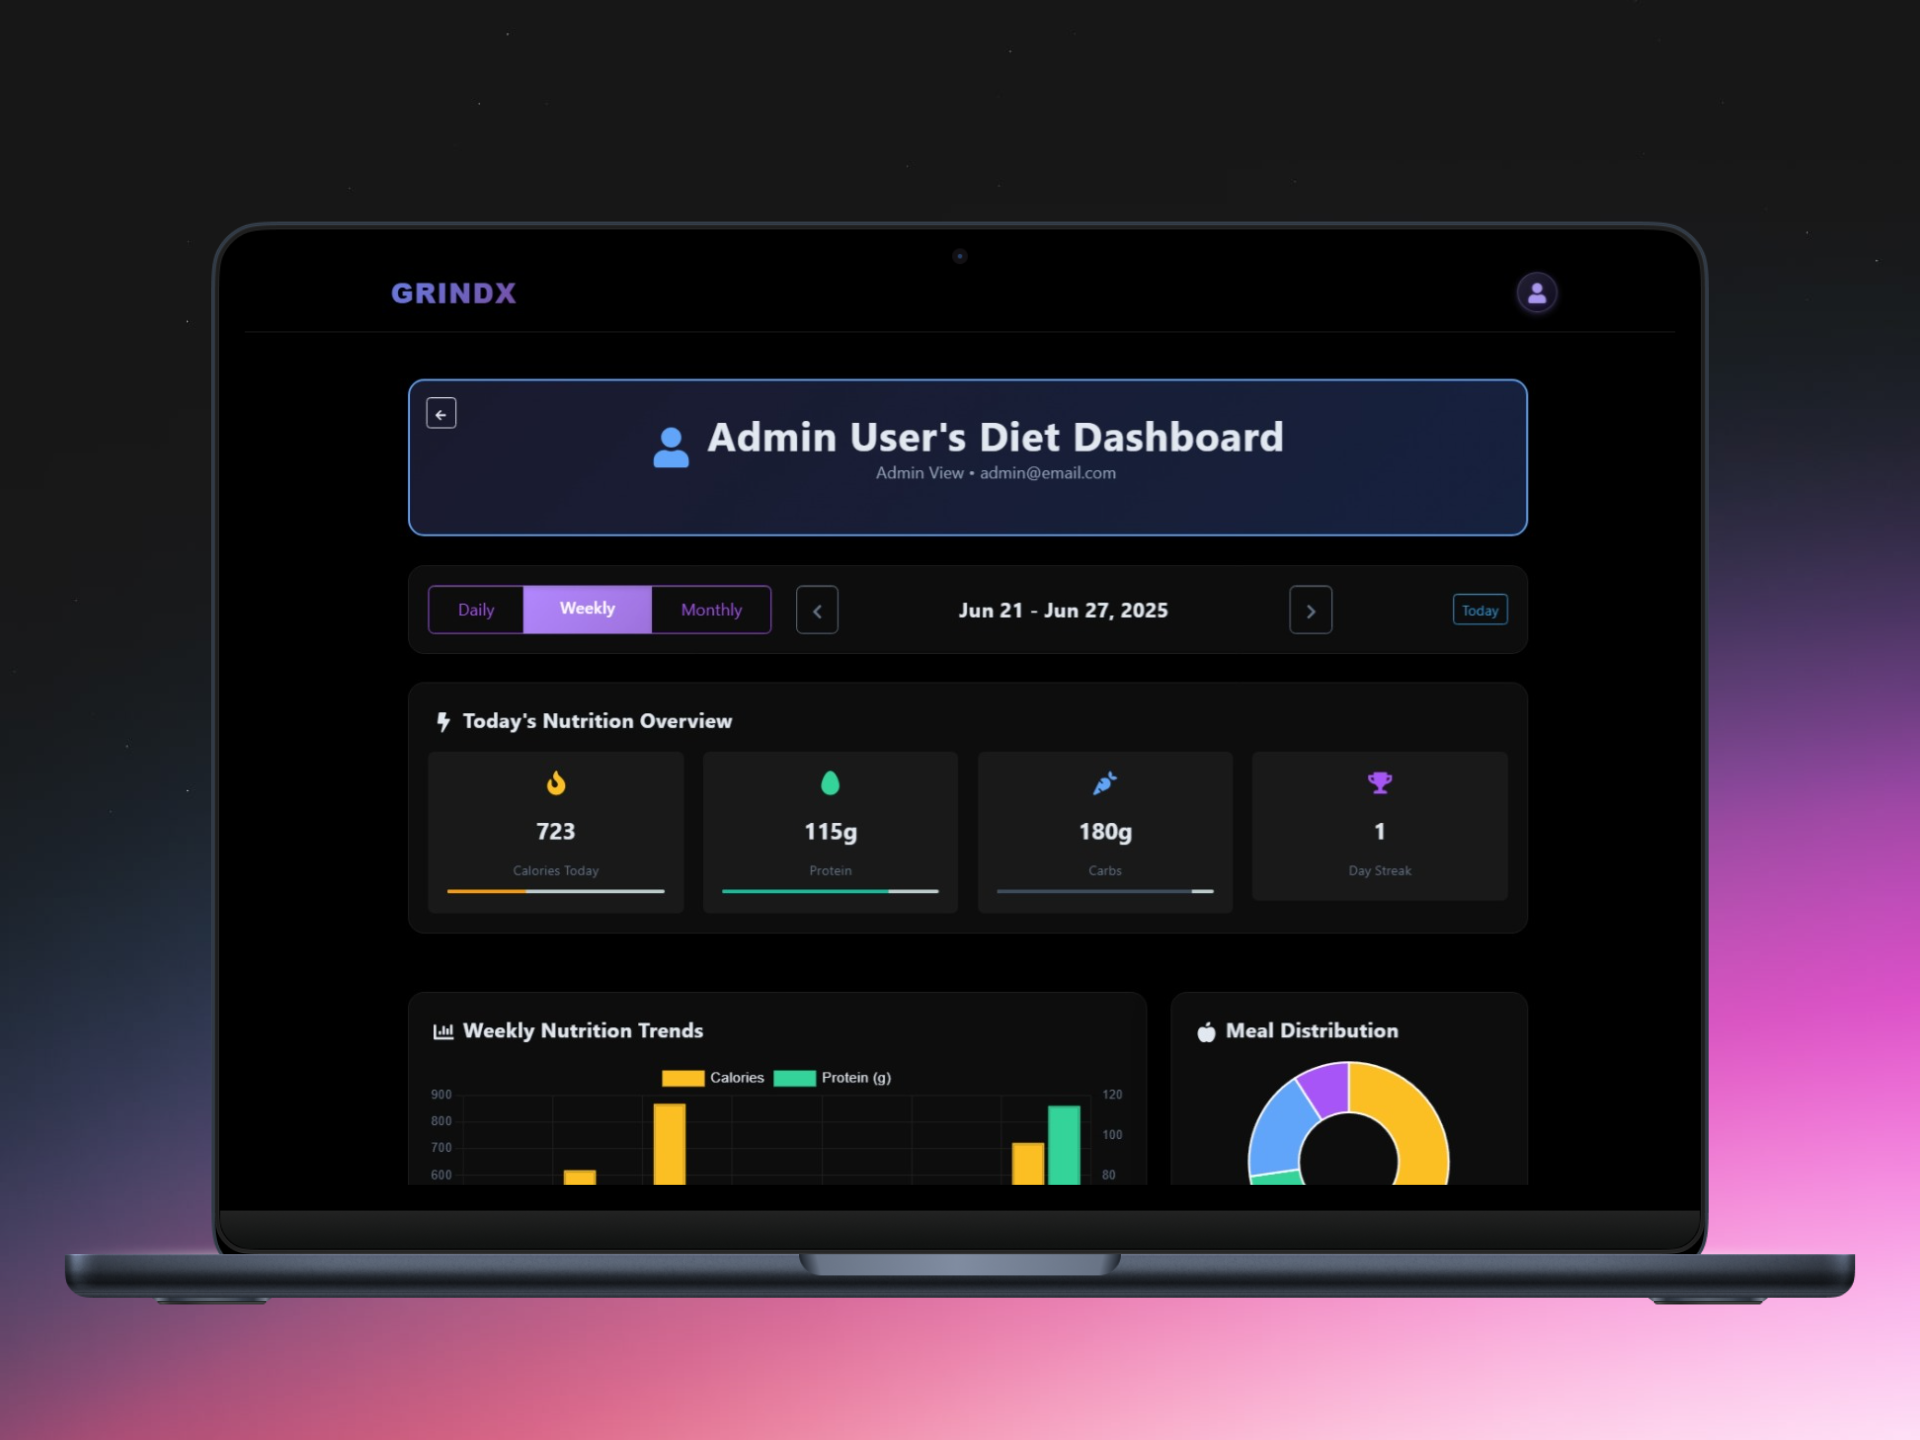 GRINDX
Admin User's Diet Dashboard
Admin View • admin@email.com
Daily
Weekly
Monthly
Jun 21 - Jun 27, 2025
Today
Today's Nutrition Overview
723
Calories Today
115g
Protein
180g
Carbs
1
Day Streak
Weekly Nutrition Trends
Calories
Protein (g)
900
800
700
600
120
100
80
Meal Distribution